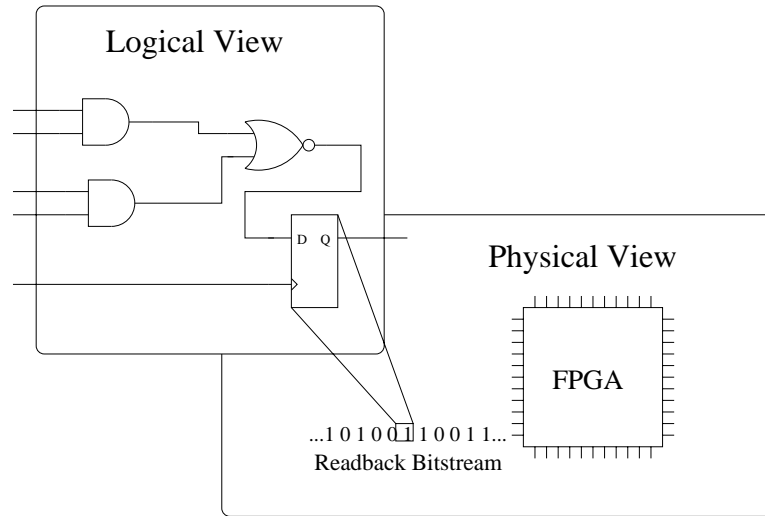 Logical View
D Q
Physical View
FPGA
...1 0 1 0 0 1 1 0 0 1 1...
Readback Bitstream